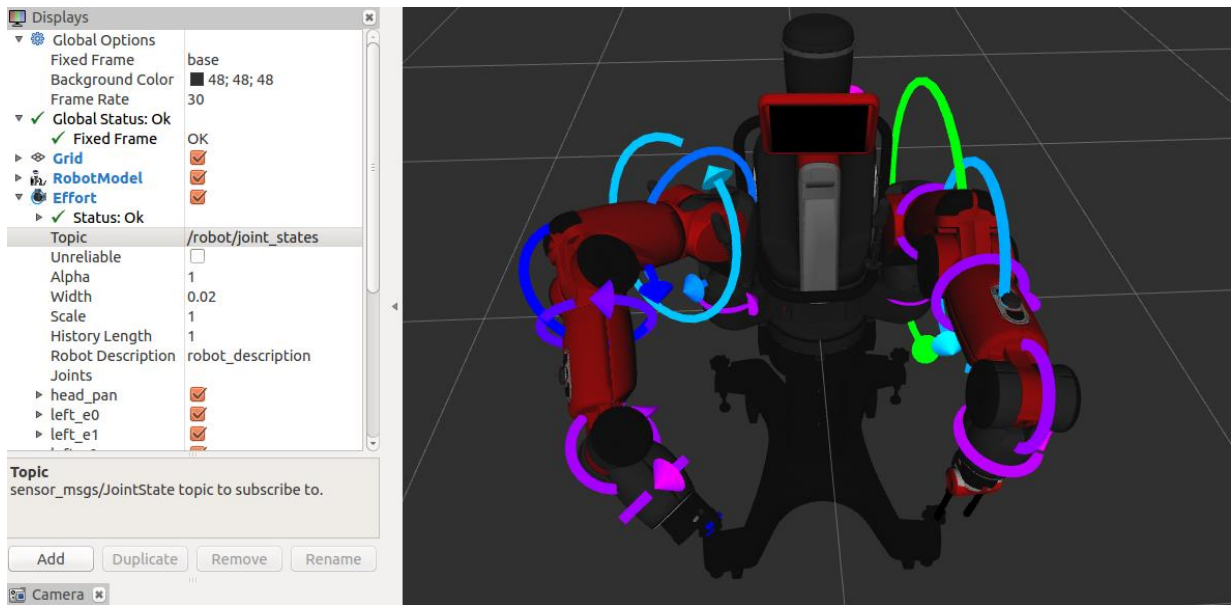 Displays
Global Options
Fixed Frame base
Background Color 48; 48; 48
Frame Rate 30
Global Status: Ok
Fixed Frame OK
Grid
RobotModel
Effort
Status: Ok
Topic /robot/joint_states
Unreliable
Alpha 1
Width 0.02
Scale 1
History Length 1
Robot Description robot_description
Joints
head_pan
left_e0
left_e1
Topic
sensor_msgs/JointState topic to subscribe to.
Add Duplicate Remove Rename
Camera